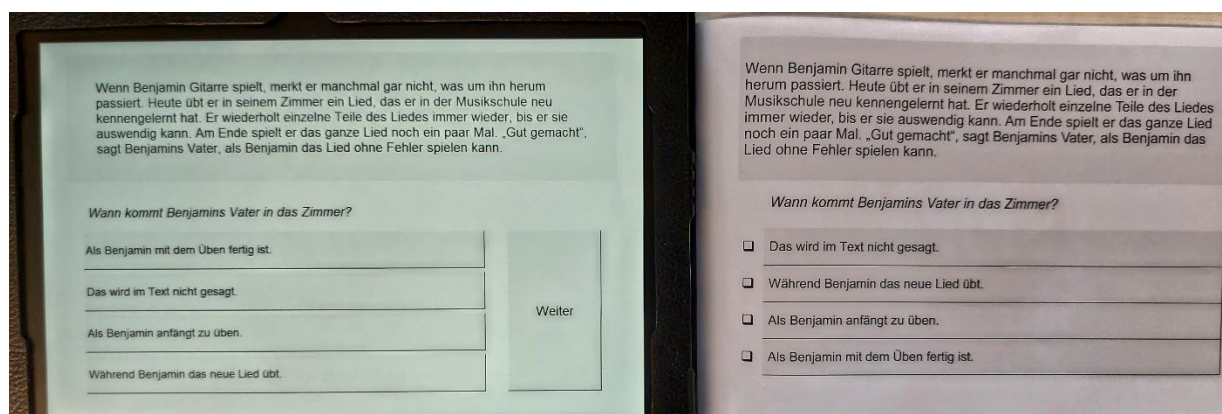 Wenn Benjamin Gitarre spielt, merkt er manchmal gar nicht, was um ihn herum
passiert. Heute übt er in seinem Zimmer ein Lied, das er in der Musikschule neu
kennengelernt hat. Er wiederholt einzelne Teile des Liedes immer wieder, bis er sie
auswendig kann. Am Ende spielt er das ganze Lied noch ein paar Mal. „Gut gemacht“,
sagt Benjamins Vater, als Benjamin das Lied ohne Fehler spielen kann.
Wann kommt Benjamins Vater in das Zimmer?
Als Benjamin mit dem Üben fertig ist.
Das wird im Text nicht gesagt.
Als Benjamin anfängt zu üben.
Während Benjamin das neue Lied übt.
Weiter
Wenn Benjamin Gitarre spielt, merkt er manchmal gar nicht, was um ihn
herum passiert. Heute übt er in seinem Zimmer ein Lied, das er in der
Musikschule neu kennengelernt hat. Er wiederholt einzelne Teile des Liedes
immer wieder, bis er sie auswendig kann. Am Ende spielt er das ganze Lied
noch ein paar Mal. „Gut gemacht“, sagt Benjamins Vater, als Benjamin das
Lied ohne Fehler spielen kann.
Wann kommt Benjamins Vater in das Zimmer?
Das wird im Text nicht gesagt.
Während Benjamin das neue Lied übt.
Als Benjamin anfängt zu üben.
Als Benjamin mit dem Üben fertig ist.